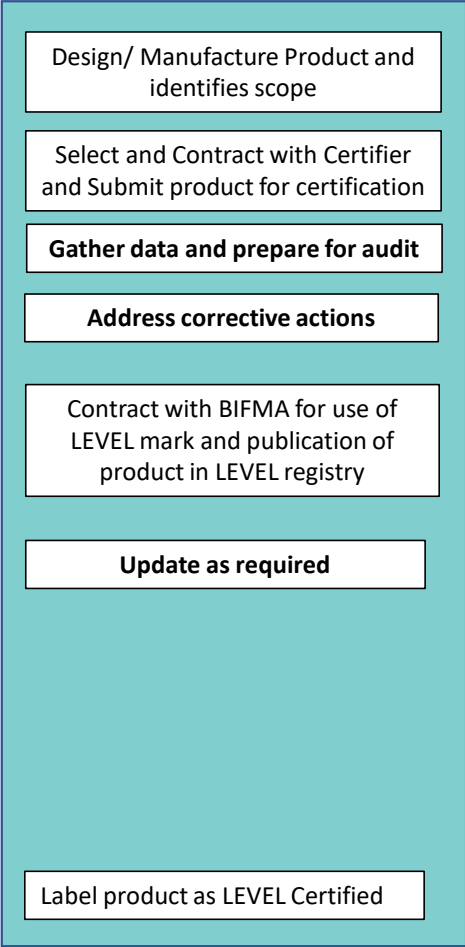 Design/ Manufacture Product and
identifies scope
Select and Contract with Certifier
and Submit product for certification
Gather data and prepare for audit
Address corrective actions
Contract with BIFMA for use of
LEVEL mark and publication of
product in LEVEL registry
Update as required
Label product as LEVEL Certified